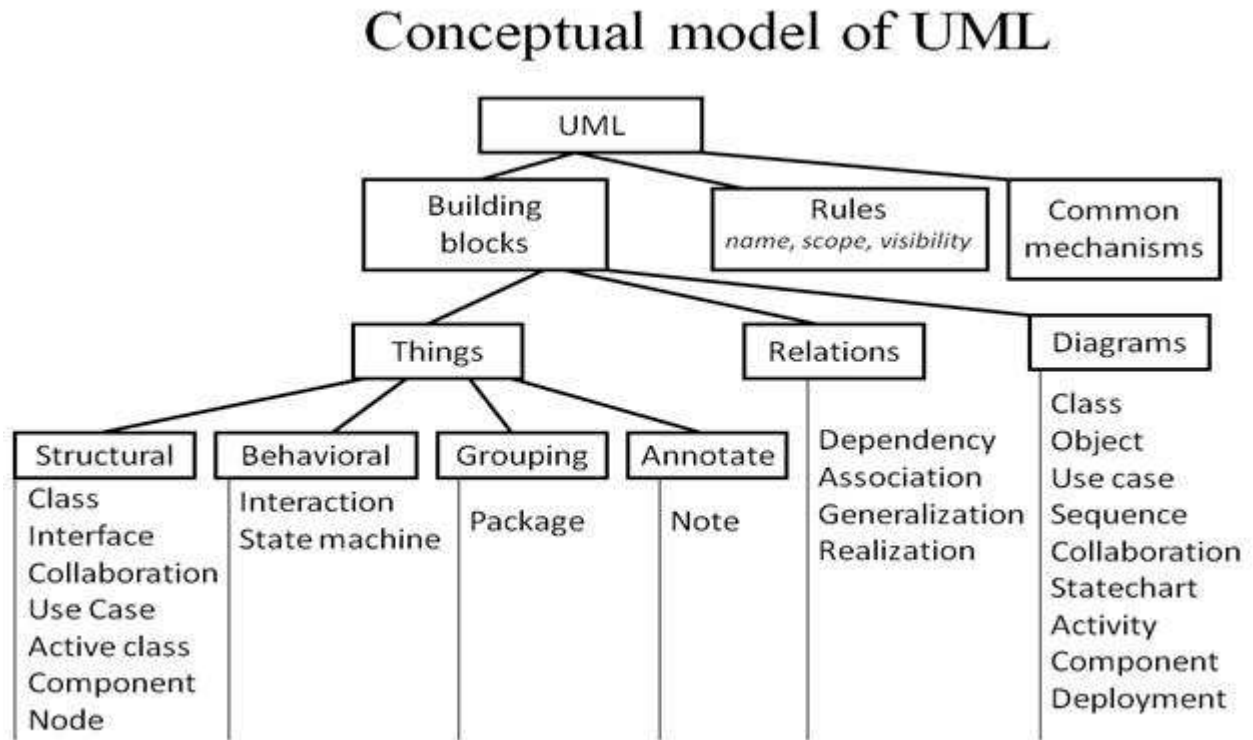 Conceptual model of UML
UML
Building
blocks
Rules
name, scope, visibility
Common
mechanisms
Things
Relations
Diagrams
Structural
Class
Interface
Collaboration
Use Case
Active class
Component
Node
Behavioral
Interaction
State machine
Grouping
Package
Annotate
Note
Dependency
Association
Generalization
Realization
Class
Object
Use case
Sequence
Collaboration
Statechart
Activity
Component
Deployment